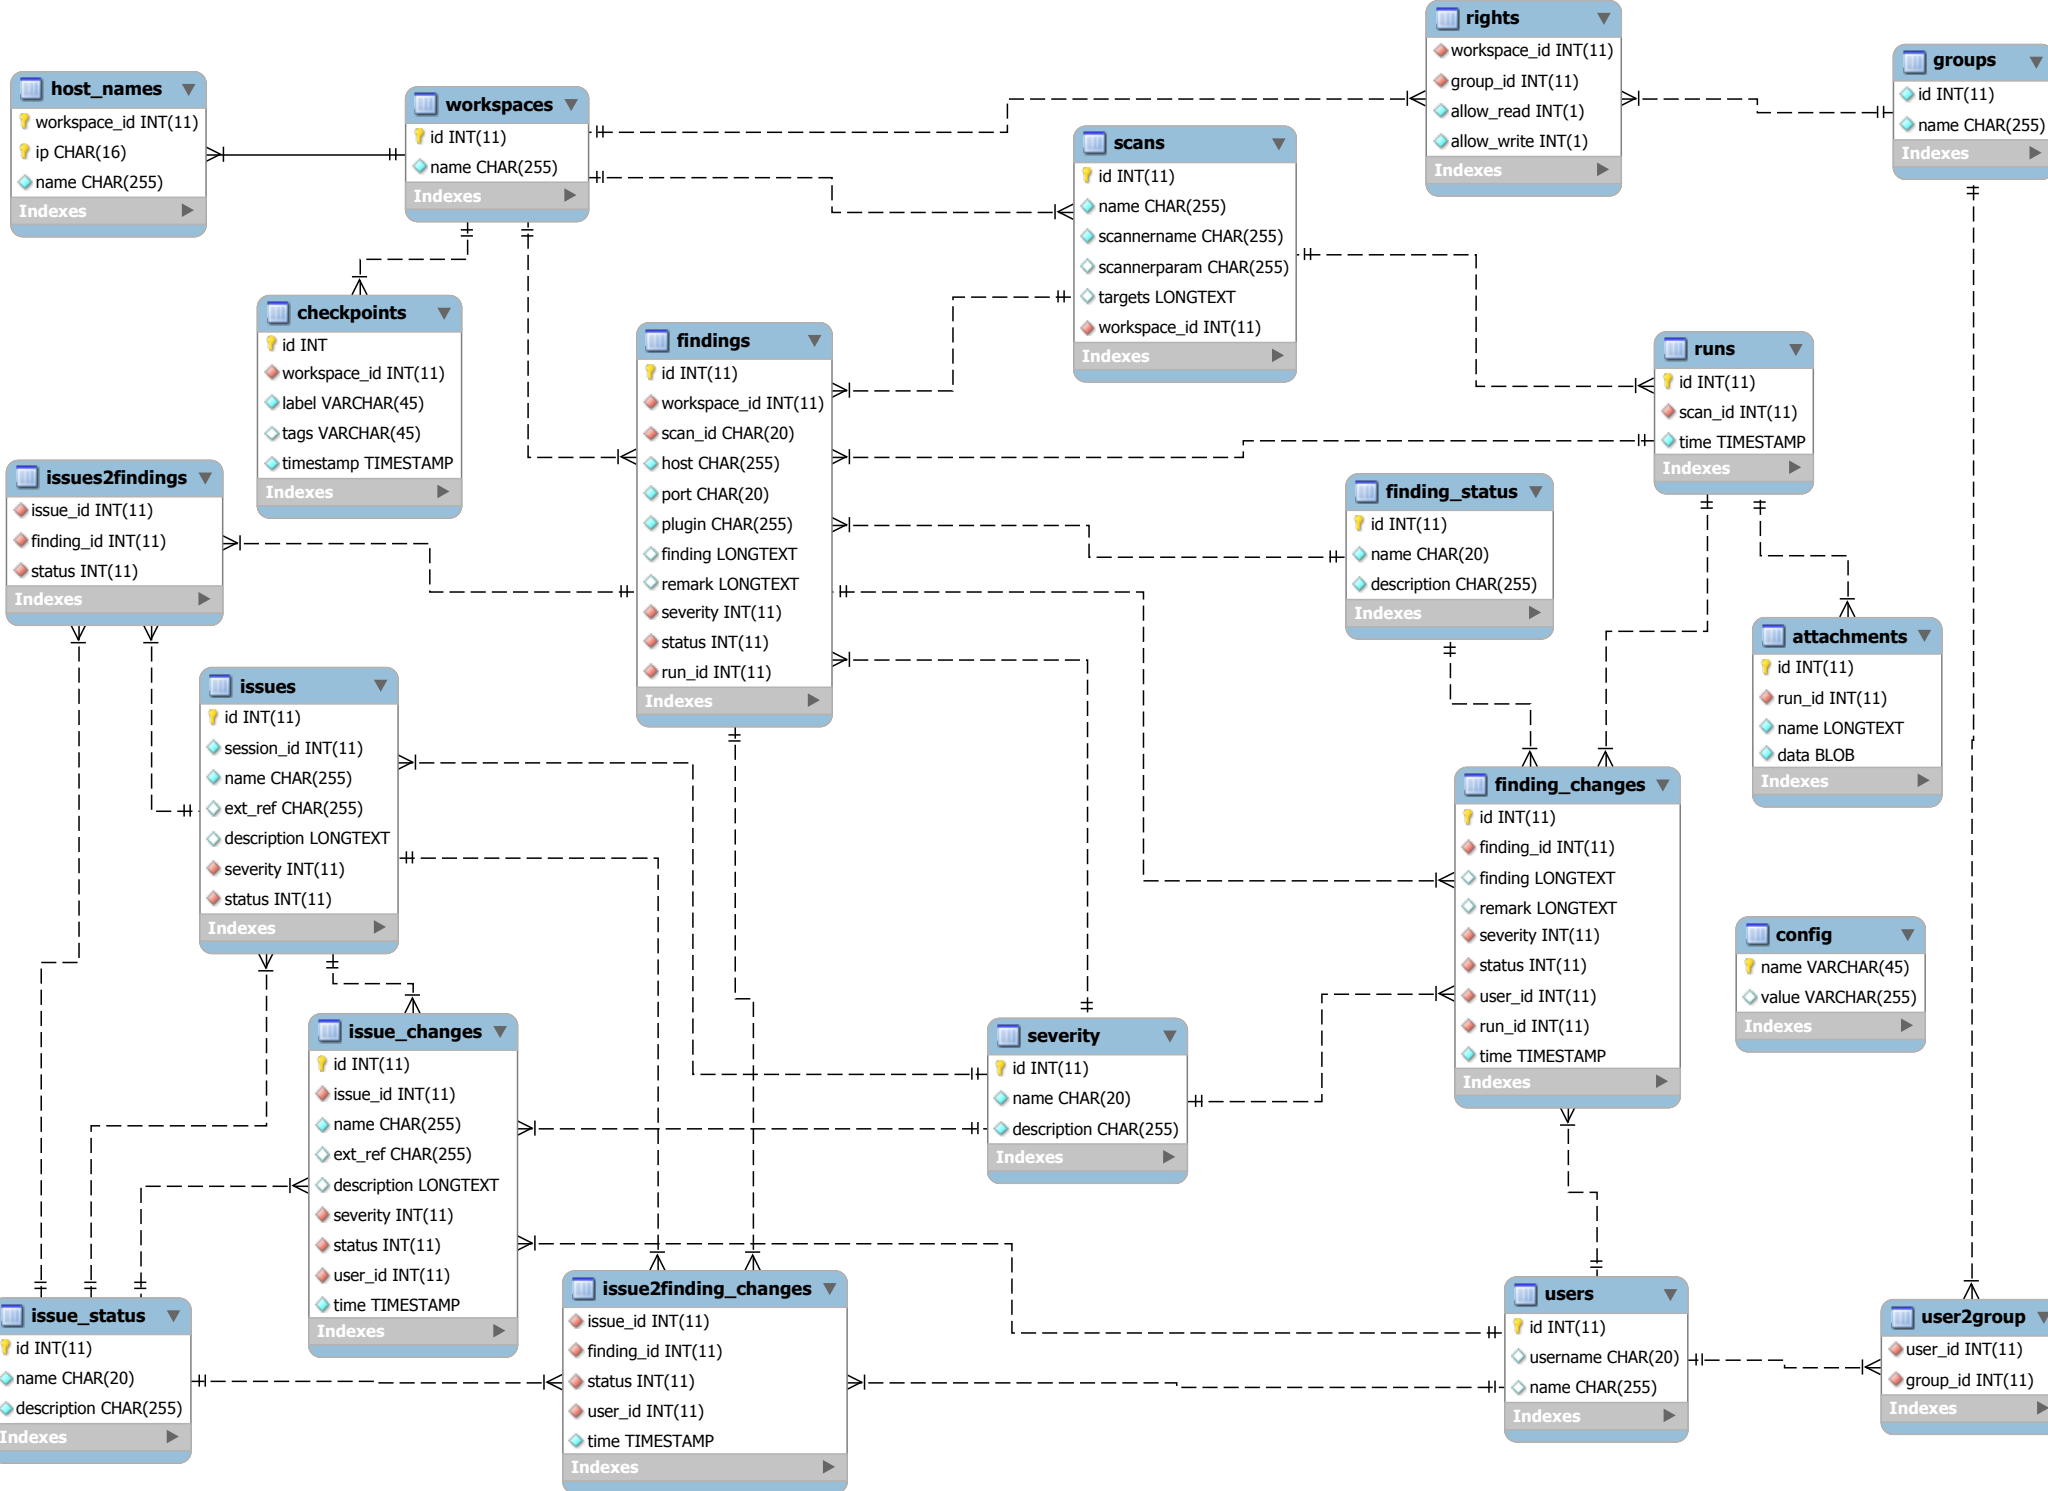 host_names
workspace_id INT(11)
ip CHAR(16)
name CHAR(255)
Indexes
workspaces
id INT(11)
name CHAR(255)
Indexes
rights
workspace_id INT(11)
group_id INT(11)
allow_read INT(1)
allow_write INT(1)
Indexes
groups
id INT(11)
name CHAR(255)
Indexes
scans
id INT(11)
name CHAR(255)
scannername CHAR(255)
scannerparam CHAR(255)
targets LONGTEXT
workspace_id INT(11)
Indexes
checkpoints
id INT
workspace_id INT(11)
label VARCHAR(45)
tags VARCHAR(45)
timestamp TIMESTAMP
Indexes
findings
id INT(11)
workspace_id INT(11)
scan_id CHAR(20)
host CHAR(255)
port CHAR(20)
plugin CHAR(255)
finding LONGTEXT
remark LONGTEXT
severity INT(11)
status INT(11)
run_id INT(11)
Indexes
runs
id INT(11)
scan_id INT(11)
time TIMESTAMP
Indexes
issues2findings
issue_id INT(11)
finding_id INT(11)
status INT(11)
Indexes
finding_status
id INT(11)
name CHAR(20)
description CHAR(255)
Indexes
attachments
id INT(11)
run_id INT(11)
name LONGTEXT
data BLOB
Indexes
issues
id INT(11)
session_id INT(11)
name CHAR(255)
ext_ref CHAR(255)
description LONGTEXT
severity INT(11)
status INT(11)
Indexes
finding_changes
id INT(11)
finding_id INT(11)
finding LONGTEXT
remark LONGTEXT
severity INT(11)
status INT(11)
user_id INT(11)
run_id INT(11)
time TIMESTAMP
Indexes
config
name VARCHAR(45)
value VARCHAR(255)
Indexes
issue_changes
id INT(11)
issue_id INT(11)
name CHAR(255)
ext_ref CHAR(255)
description LONGTEXT
severity INT(11)
status INT(11)
user_id INT(11)
time TIMESTAMP
Indexes
severity
id INT(11)
name CHAR(20)
description CHAR(255)
Indexes
issue_status
id INT(11)
name CHAR(20)
description CHAR(255)
Indexes
issue2finding_changes
issue_id INT(11)
finding_id INT(11)
status INT(11)
user_id INT(11)
time TIMESTAMP
Indexes
users
id INT(11)
username CHAR(20)
name CHAR(255)
Indexes
user2group
user_id INT(11)
group_id INT(11)
Indexes